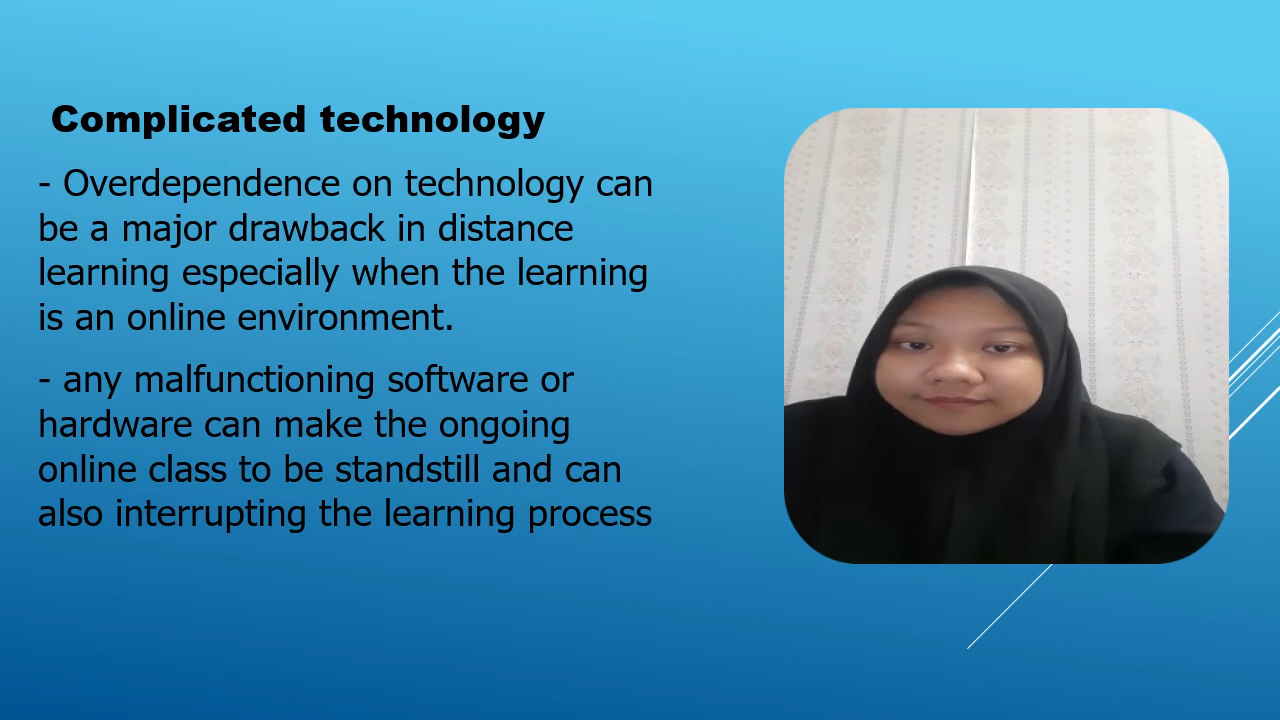 Complicated technology
- Overdependence on technology can
be a major drawback in distance
learning especially when the learning
is an online environment.
- any malfunctioning software or
hardware can make the ongoing
online class to be standstill and can
also interrupting the learning process